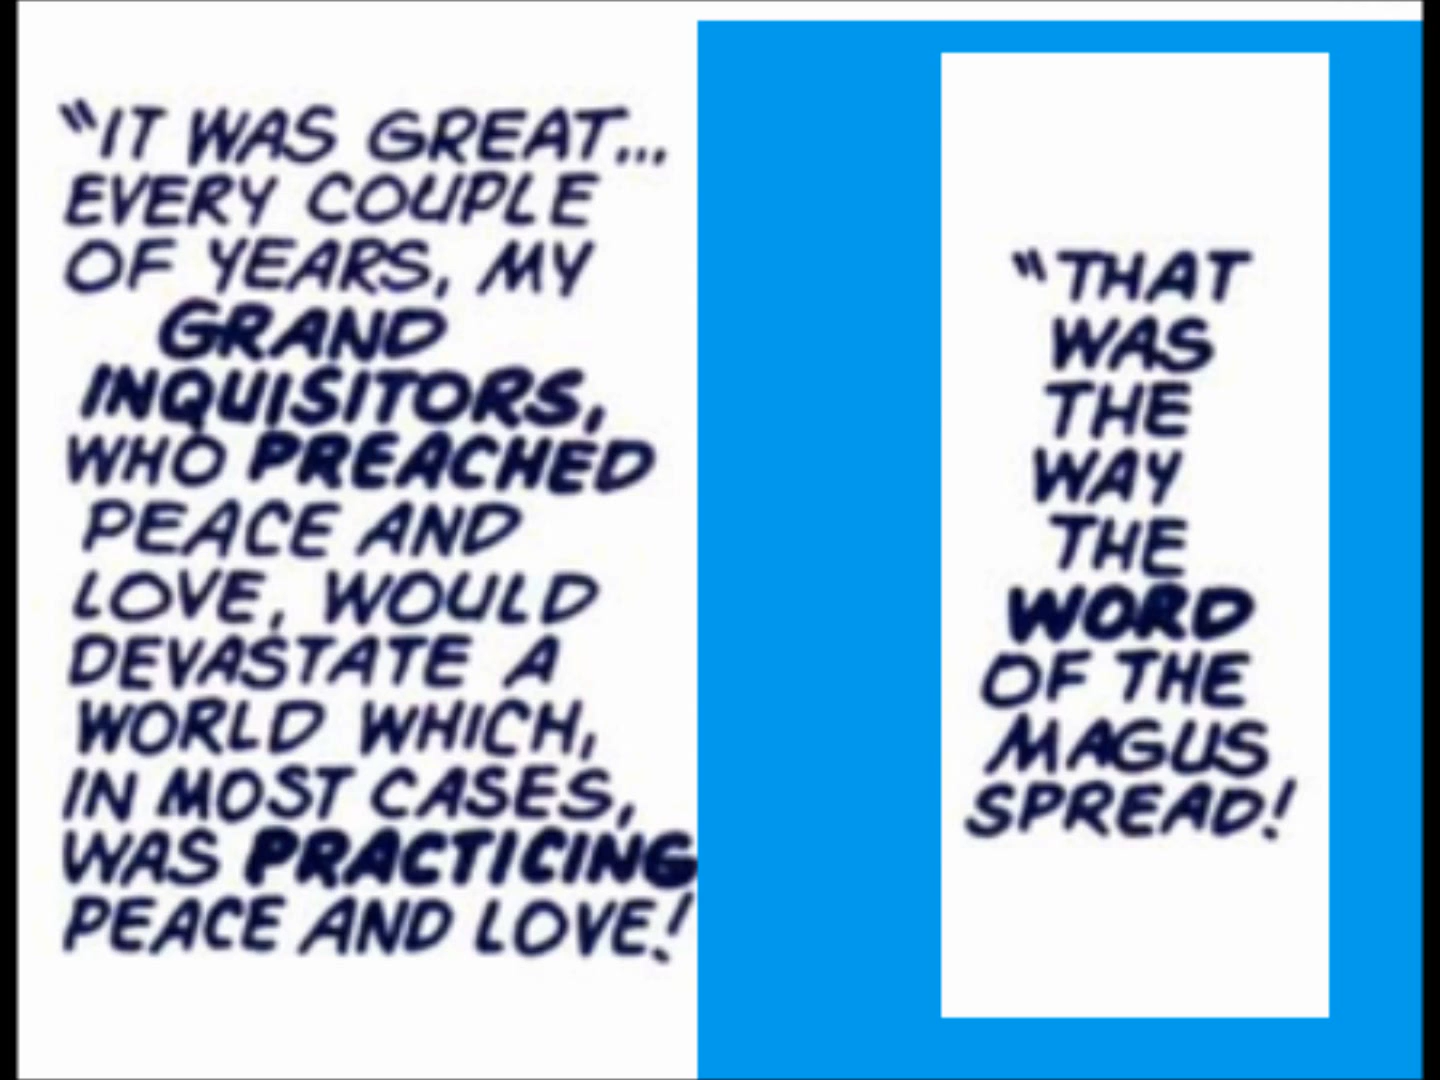 "IT WAS GREAT...
EVERY COUPLE
OF YEARS, MY
GRAND
INQUISITORS,
WHO PREACHED
PEACE AND
LOVE, WOULD
DEVASTATE A
WORLD WHICH,
IN MOST CASES,
WAS PRACTICING
PEACE AND LOVE!
"THAT
WAS
THE
WAY
THE
WORD
OF THE
MAGUS
SPREAD!